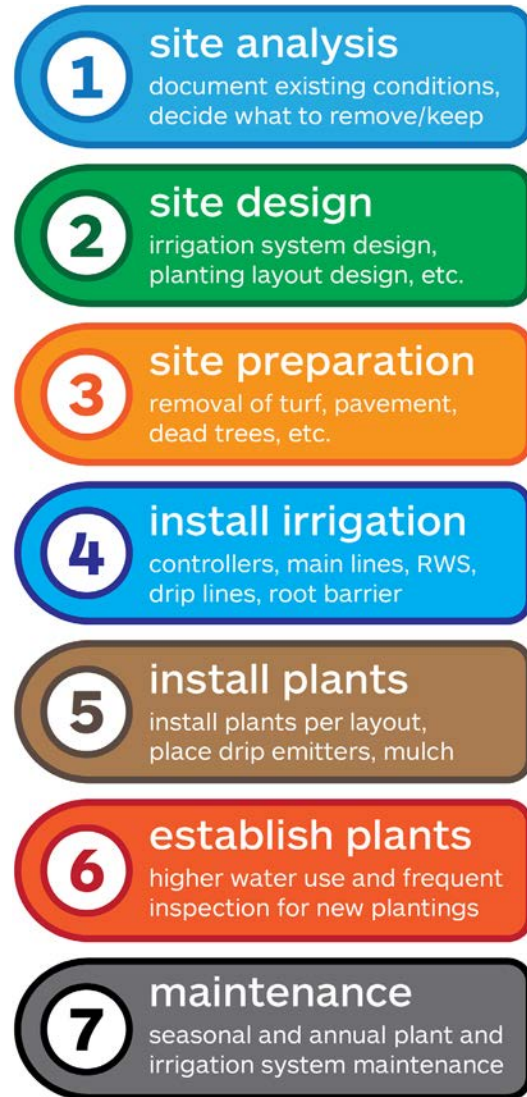 1
site analysis
document existing conditions,
decide what to remove/keep
2
site design
irrigation system design,
planting layout design, etc.
3
site preparation
removal of turf, pavement,
dead trees, etc.
4
install irrigation
controllers, main lines, RWS,
drip lines, root barrier
5
install plants
install plants per layout,
place drip emitters, mulch
6
establish plants
higher water use and frequent
inspection for new plantings
7
maintenance
seasonal and annual plant and
irrigation system maintenance